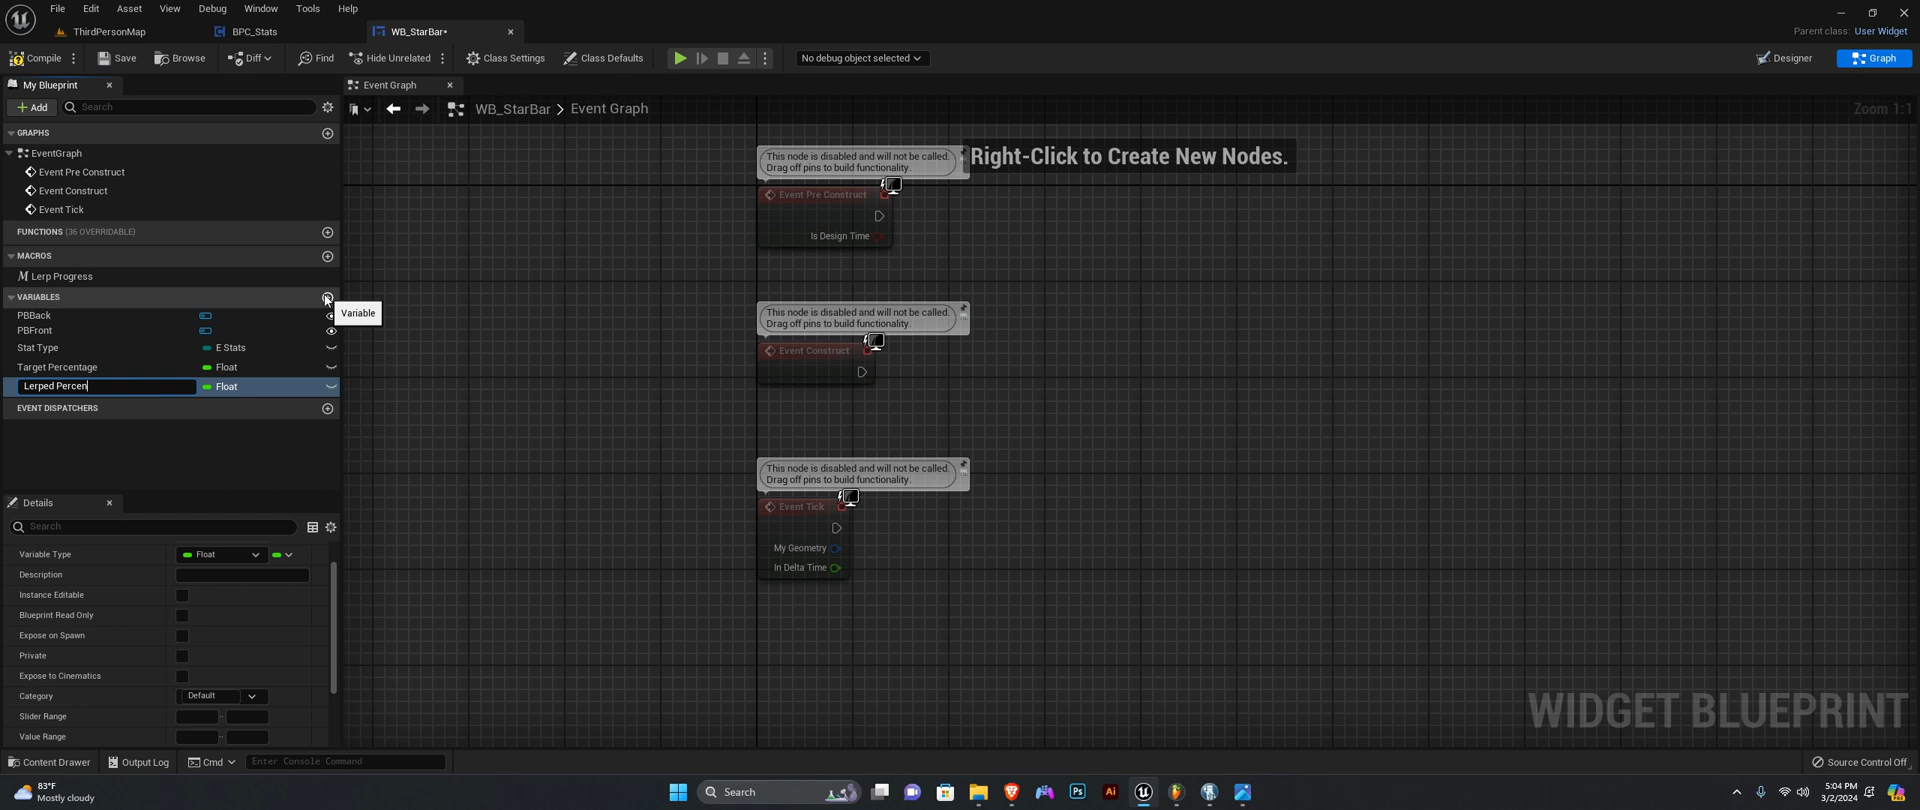 File Edit Asset View Debug Window Tools Help
ThirdPersonMap BPC_Stats WB_StarBar•
Parent class: User Widget
Compile Save Browse Diff Find Hide Unrelated Class Settings Class Defaults No debug object selected Designer Graph
My Blueprint Event Graph
Add Search WB_StarBar > Event Graph Zoom 1:1
GRAPHS
EventGraph
Event Pre Construct
Event Construct
Event Tick
FUNCTIONS (36 OVERRIDABLE)
MACROS
Lerp Progress
VARIABLES
Variable
PBBack
PBFront
Stat Type E Stats
Target Percentage Float
Lerped Percen Float
EVENT DISPATCHERS
Right-Click to Create New Nodes.
This node is disabled and will not be called.
Drag off pins to build functionality.
Event Pre Construct
Is Design Time
This node is disabled and will not be called.
Drag off pins to build functionality.
Event Construct
This node is disabled and will not be called.
Drag off pins to build functionality.
Event Tick
My Geometry
In Delta Time
WIDGET BLUEPRINT
Details
Search
Variable Type Float
Description
Instance Editable
Blueprint Read Only
Expose on Spawn
Private
Expose to Cinematics
Category Default
Slider Range
Value Range
Content Drawer Output Log Cmd Enter Console Command Source Control Off
83°F
Mostly cloudy
Search
Ps Ai
5:04 PM
3/2/2024
PRE